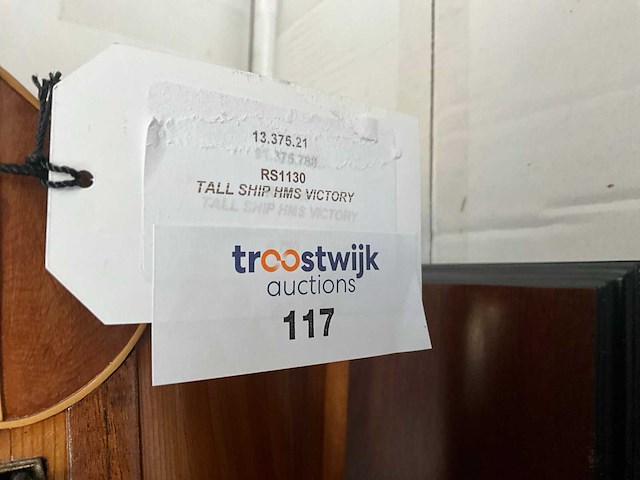 13.375.21
RS1130
TALL SHIP HMS VICTORY
TALL SHIP HMS VICTORY
troostwijk
auctions
117